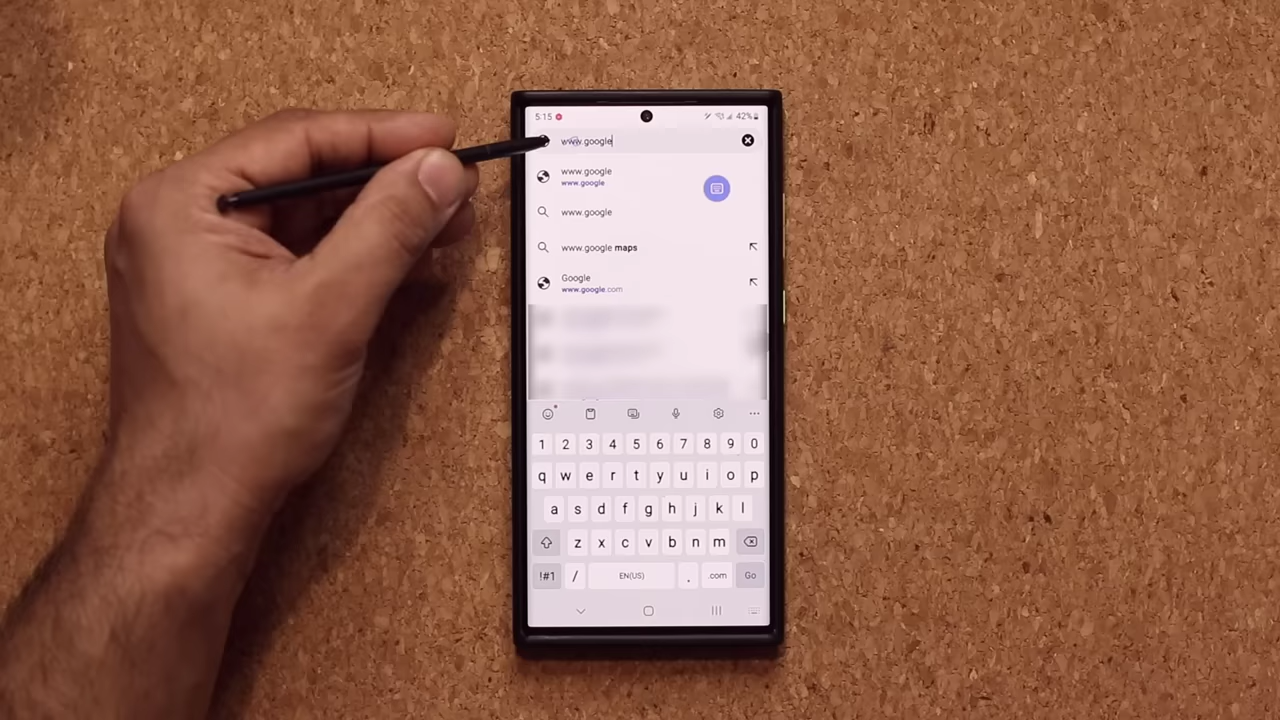 5:15 42%
www.google
www.google
www.google
www.google
www.google maps
Google
www.google.com
1 2 3 4 5 6 7 8 9 0
q w e r t y u i o p
a s d f g h j k l
z x c v b n m
!#1 / EN(US) . .com Go